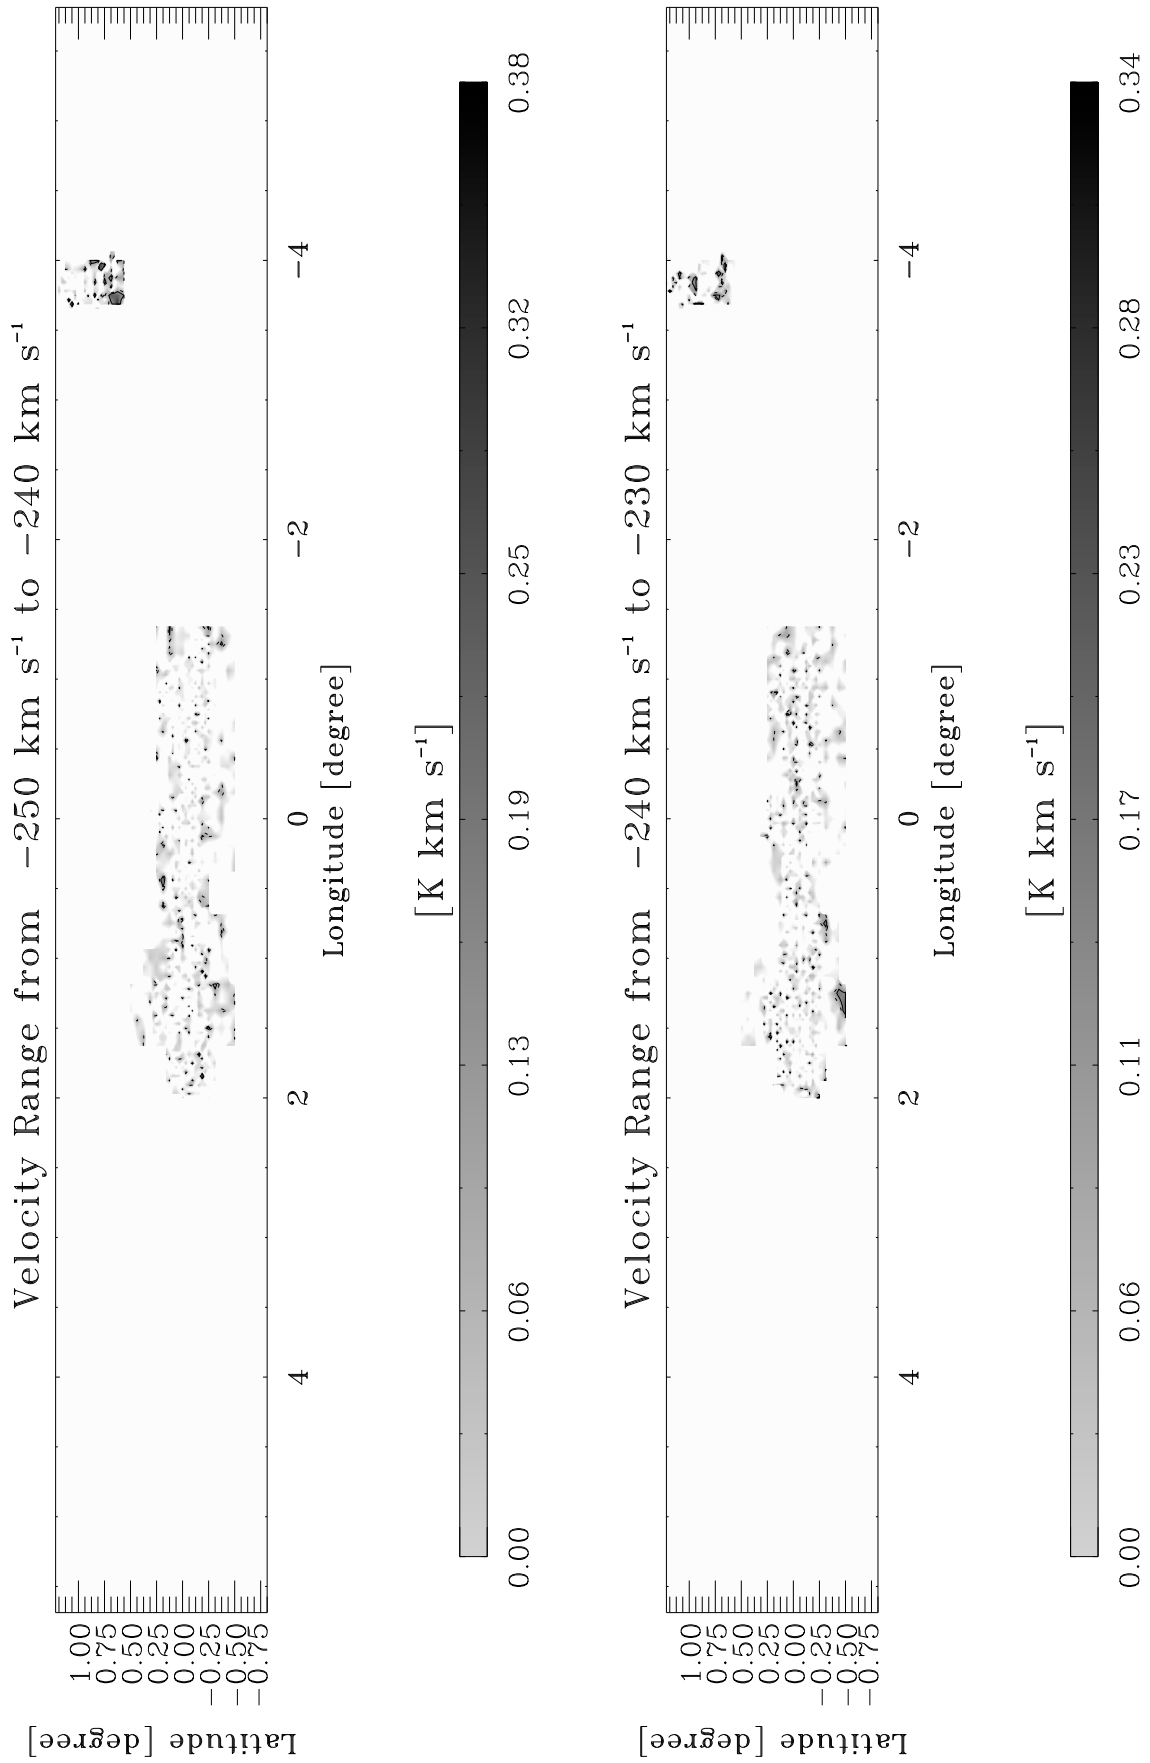 Velocity Range from −250 km s⁻¹ to −240 km s⁻¹
Latitude [degree]
1.00
0.75
0.50
0.25
0.00
−0.25
−0.50
−0.75
4 2 0 −2 −4
Longitude [degree]
[K km s⁻¹]
0.00 0.06 0.13 0.19 0.25 0.32 0.38
Velocity Range from −240 km s⁻¹ to −230 km s⁻¹
Latitude [degree]
1.00
0.75
0.50
0.25
0.00
−0.25
−0.50
−0.75
4 2 0 −2 −4
Longitude [degree]
[K km s⁻¹]
0.00 0.06 0.11 0.17 0.23 0.28 0.34